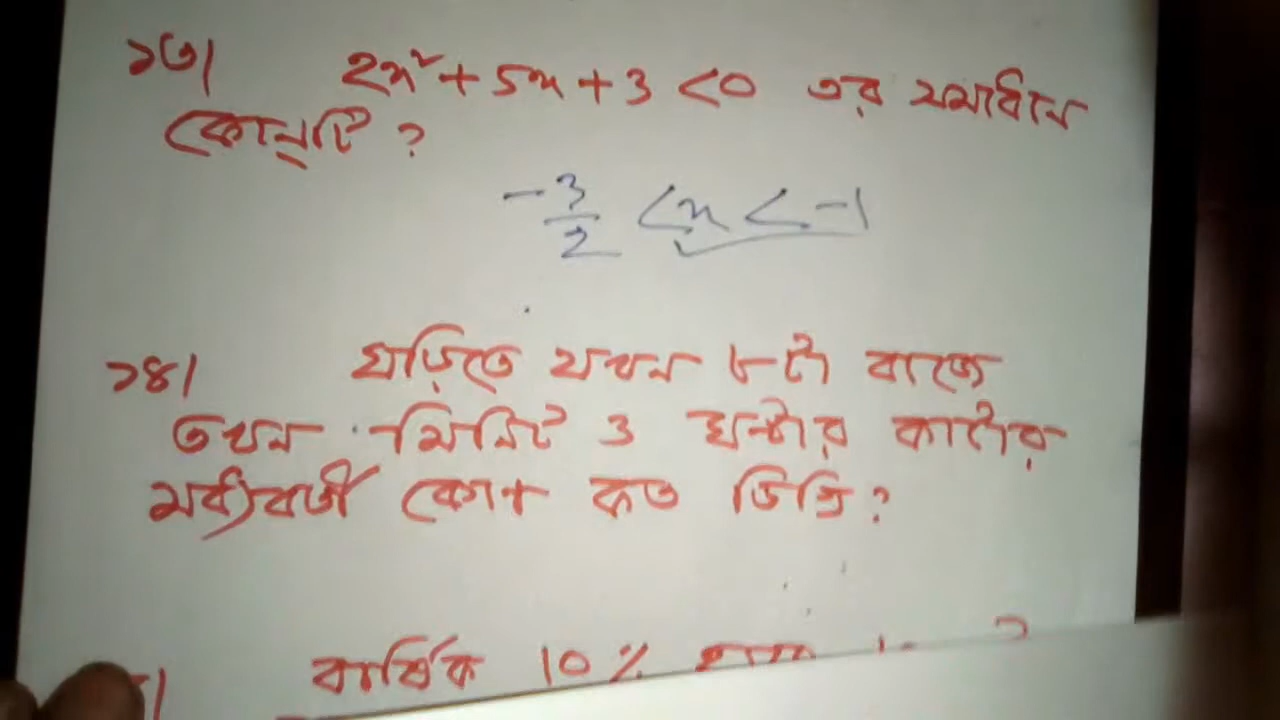 ১৩। 2x² + 5x + 3 < 0 এর সমাধান
কোন্‌টি ?
-3/2 < x < -1
১৪। ঘড়িতে যখন ৮টা বাজে
তখন মিনিট ও ঘন্টার কাটার
মধ্যবর্তী কোণ কত ডিগ্রি ?
বার্ষিক 10%